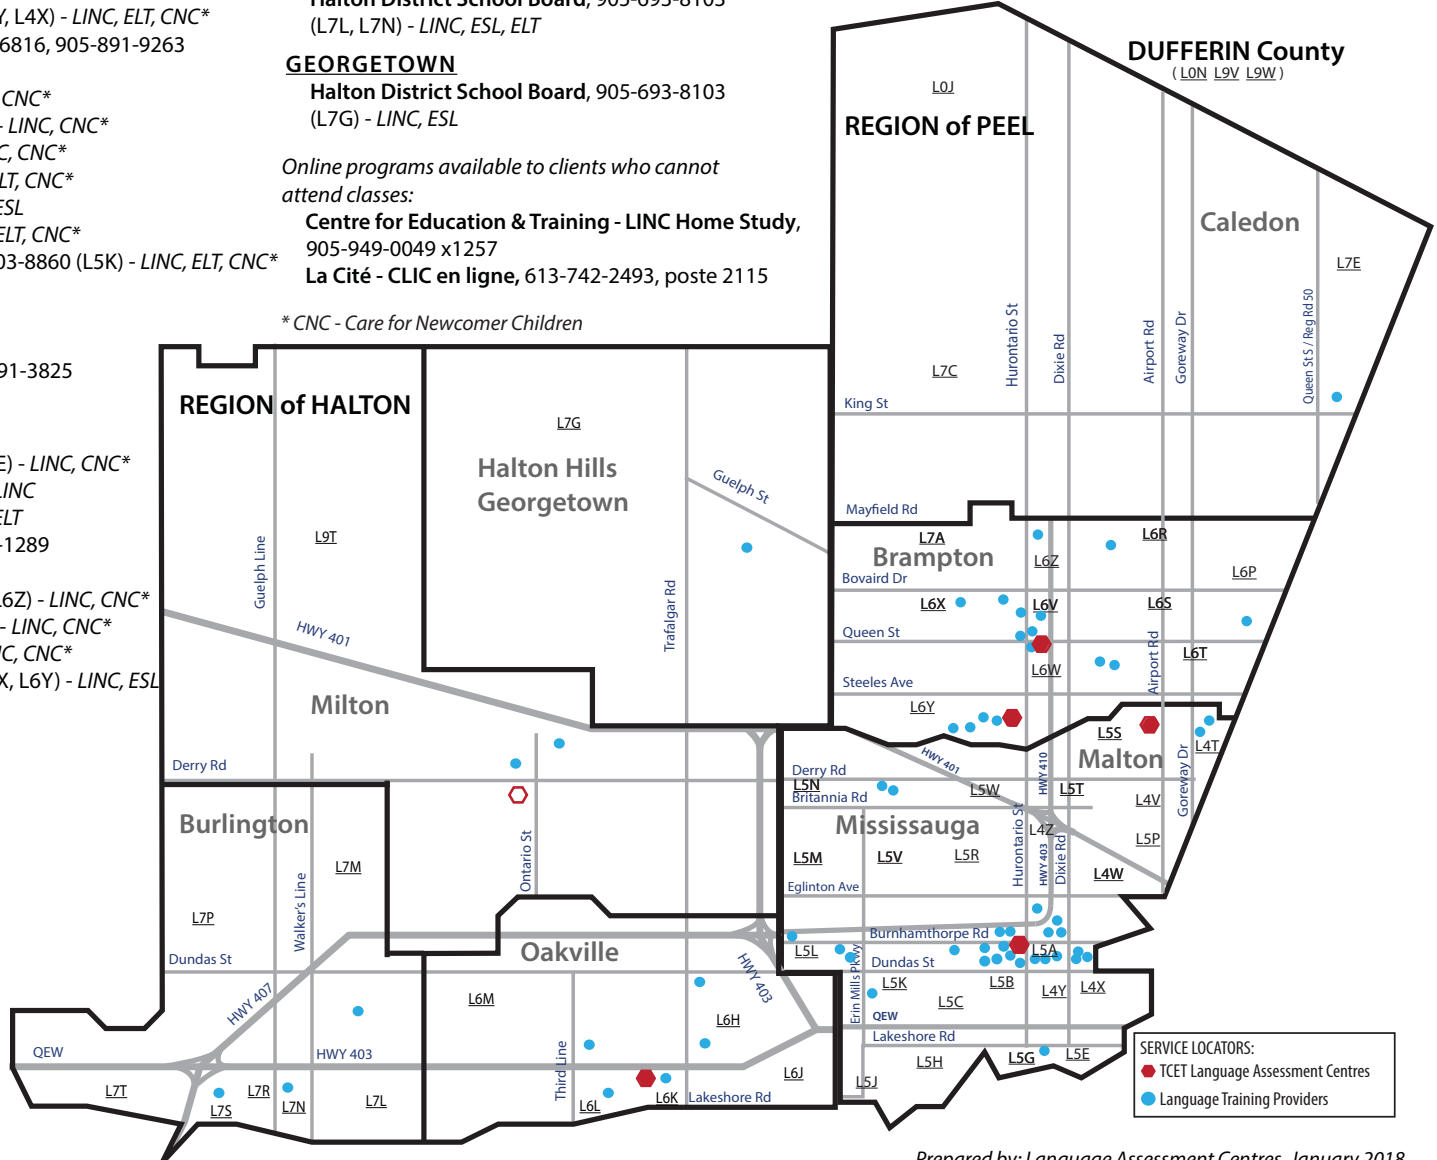 Y, L4X) - LINC, ELT, CNC*
6816, 905-891-9263
CNC*
- LINC, CNC*
C, CNC*
LT, CNC*
ESL
ELT, CNC*
03-8860 (L5K) - LINC, ELT, CNC*
91-3825
E) - LINC, CNC*
LINC
ELT
-1289
L6Z) - LINC, CNC*
- LINC, CNC*
NC, CNC*
X, L6Y) - LINC, ESL
Halton District School Board, 905-693-8103
(L7L, L7N) - LINC, ESL, ELT
GEORGETOWN
Halton District School Board, 905-693-8103
(L7G) - LINC, ESL
Online programs available to clients who cannot
attend classes:
Centre for Education & Training - LINC Home Study,
905-949-0049 x1257
La Cité - CLIC en ligne, 613-742-2493, poste 2115
* CNC - Care for Newcomer Children
DUFFERIN County
( L0N L9V L9W )
L0J
REGION of PEEL
Caledon
L7E
Hurontario St
Dixie Rd
Airport Rd
Goreway Dr
Queen St S / Reg Rd 50
L7C
King St
Mayfield Rd
REGION of HALTON
L7G
Halton Hills
Georgetown
Guelph St
L9T
Guelph Line
Trafalgar Rd
HWY 401
Milton
L7A
Brampton
L6Z
L6R
L6P
Bovaird Dr
L6X
L6V
L6S
Queen St
L6W
Airport Rd
L6T
Steeles Ave
L6Y
L5S
Malton
L4T
Goreway Dr
HWY 401
HWY 410
Derry Rd
Derry Rd
L5N
L5W
L5T
L4V
Britannia Rd
Mississauga
Hurontario St
L4Z
L5P
HWY 403
Dixie Rd
L5M
L5V
L5R
L4W
Eglinton Ave
Burlington
L7M
Ontario St
L7P
Walker's Line
Oakville
Burnhamthorpe Rd
L5L
L5A
Dundas St
Dundas St
Erin Mills Pkwy
HWY 403
HWY 407
L6M
L6H
L5K
L5B
L5C
L4Y
L4X
QEW
Lakeshore Rd
QEW
HWY 403
Third Line
L6J
L5H
L5G
L5E
L5J
L7T
L7R
L7S
L7N
L7L
L6L
L6K
Lakeshore Rd
SERVICE LOCATORS:
TCET Language Assessment Centres
Language Training Providers
Prepared by: Language Assessment Centres, January 2018